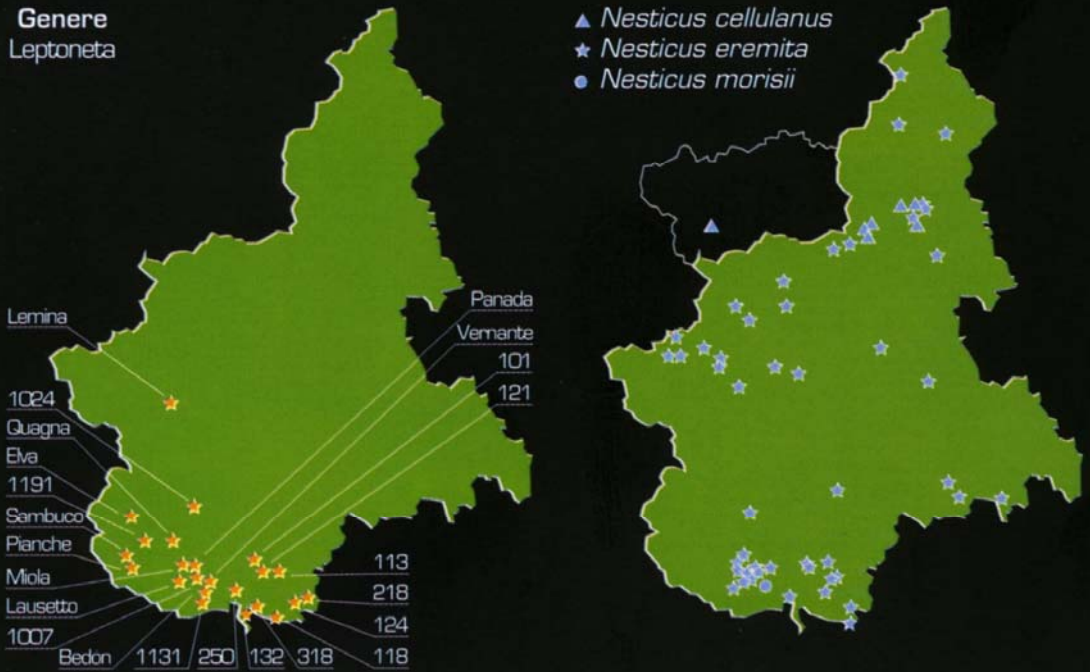 Genere
Leptoneta
Nesticus cellulanus
Nesticus eremita
Nesticus morisii
Lemina
1024
Quagna
Elva
1191
Sambuco
Pianche
Miola
Lausetto
1007
Bedon
1131
250
132
318
118
124
218
113
Panada
Vernante
101
121